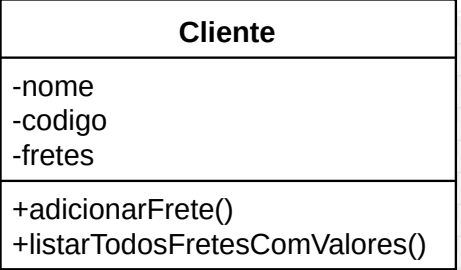 Cliente
-nome
-codigo
-fretes
+adicionarFrete()
+listarTodosFretesComValores()